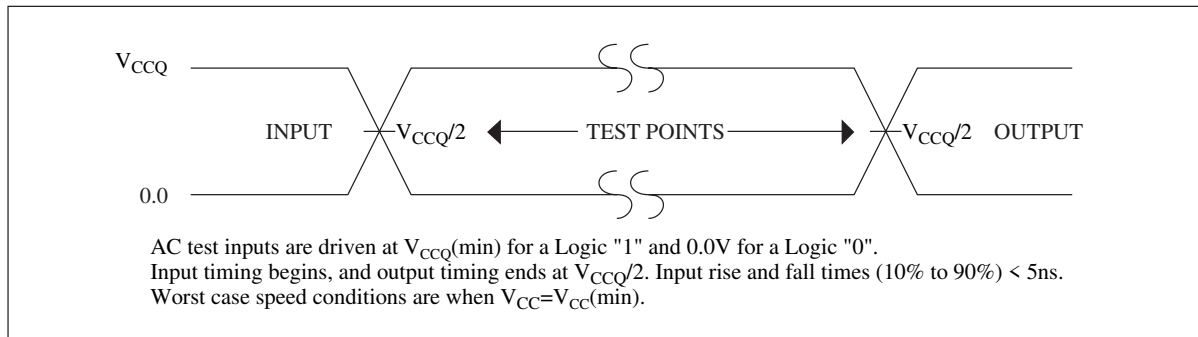 VCCQ
INPUT VCCQ/2 TEST POINTS VCCQ/2 OUTPUT
0.0
AC test inputs are driven at VCCQ(min) for a Logic "1" and 0.0V for a Logic "0".
Input timing begins, and output timing ends at VCCQ/2. Input rise and fall times (10% to 90%) < 5ns.
Worst case speed conditions are when VCC=VCC(min).